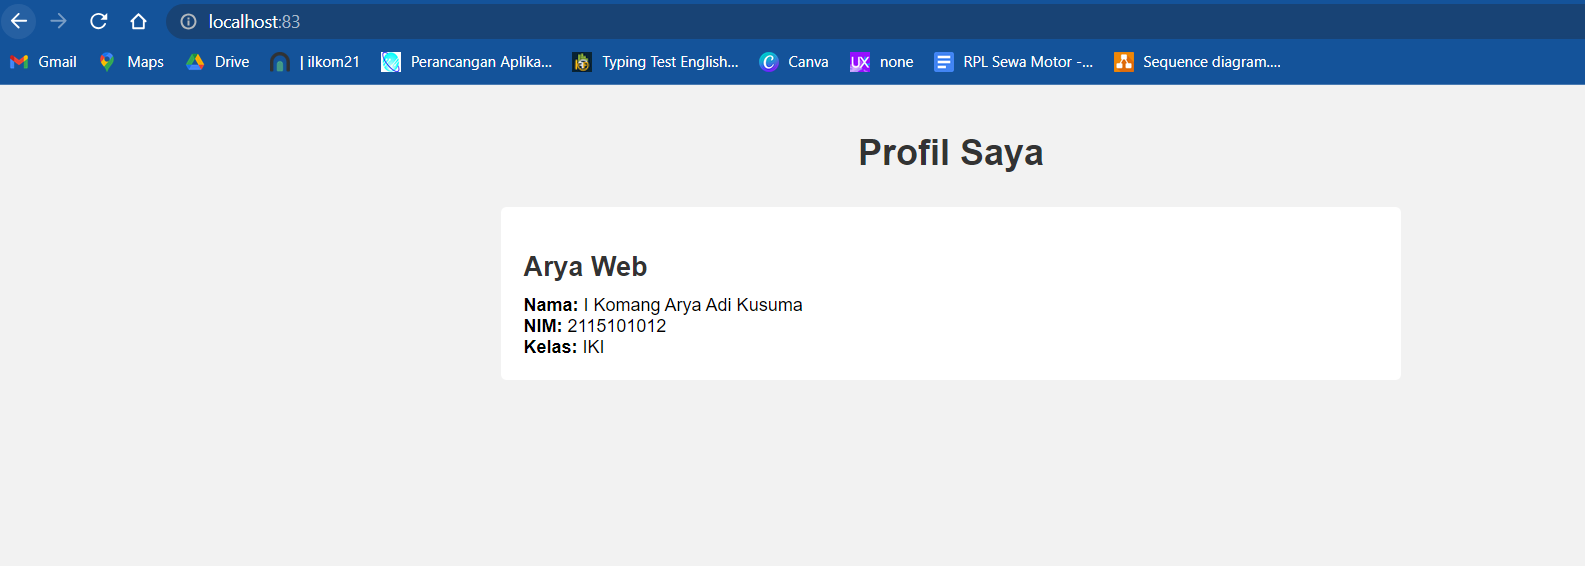 localhost:83
Gmail Maps Drive | ilkom21 Perancangan Aplika... Typing Test English... Canva UX none RPL Sewa Motor -... Sequence diagram....
Profil Saya
Arya Web
Nama: I Komang Arya Adi Kusuma
NIM: 2115101012
Kelas: IKI